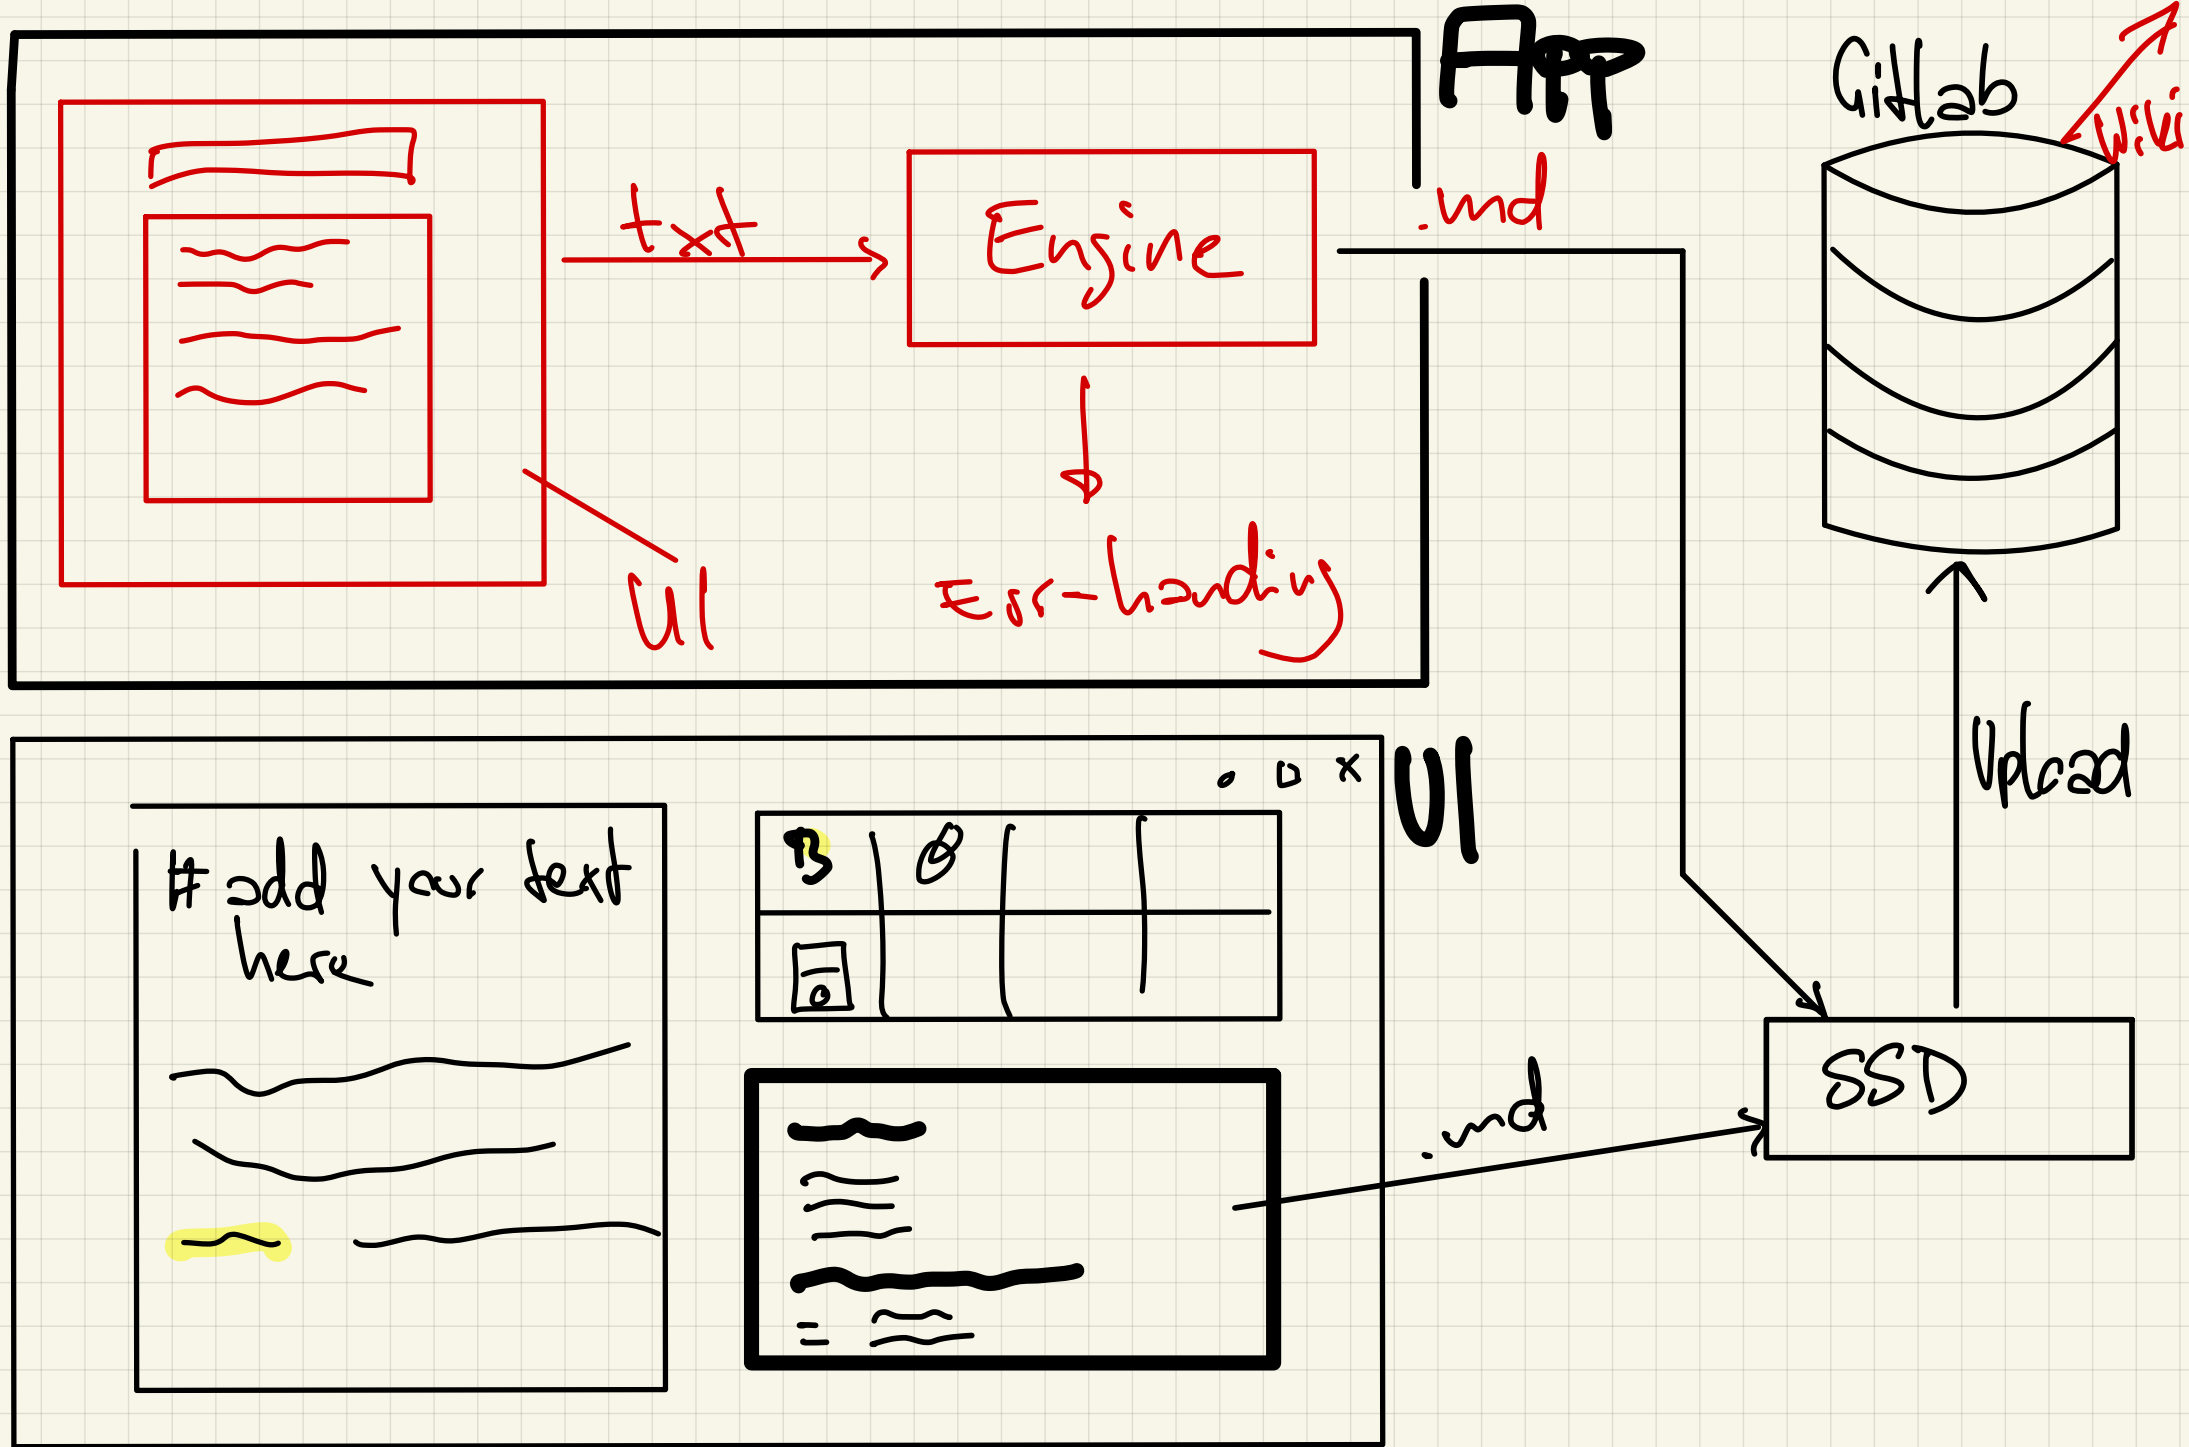 App
GitLab
Wiki
txt
Engine
.md
UI
Err-handling
UI
# add your text
here
B
Upload
.md
SSD